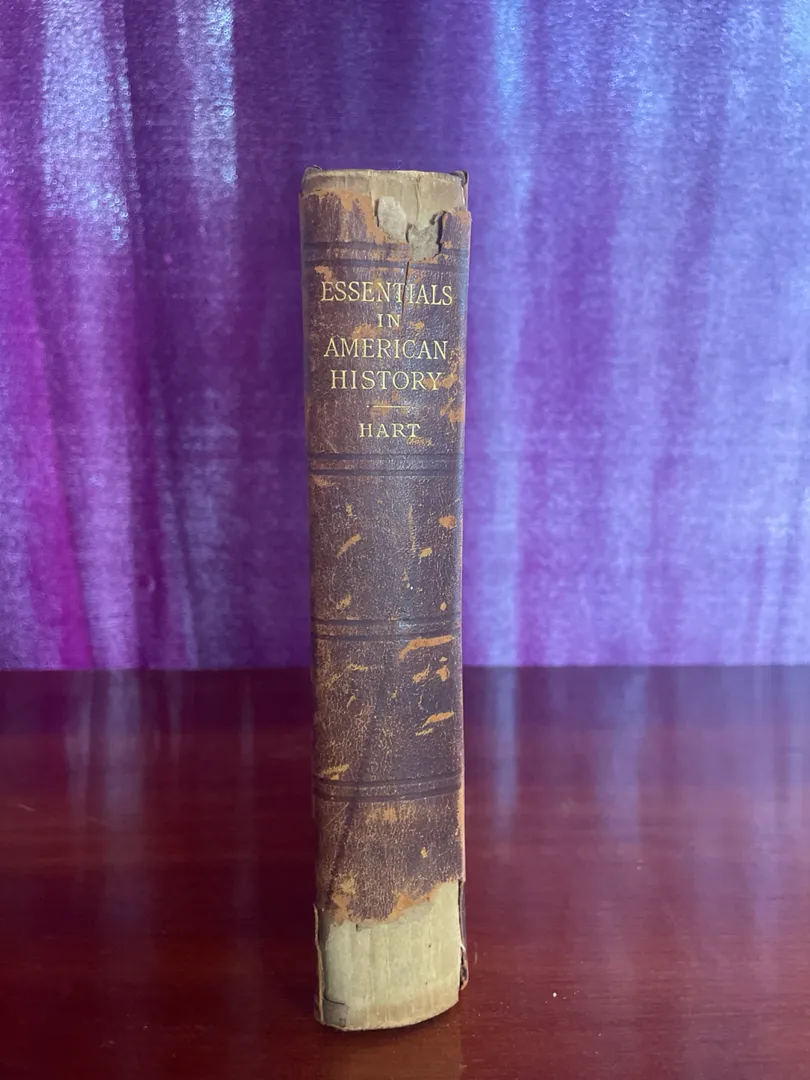 ESSENTIALS
IN
AMERICAN
HISTORY
HART